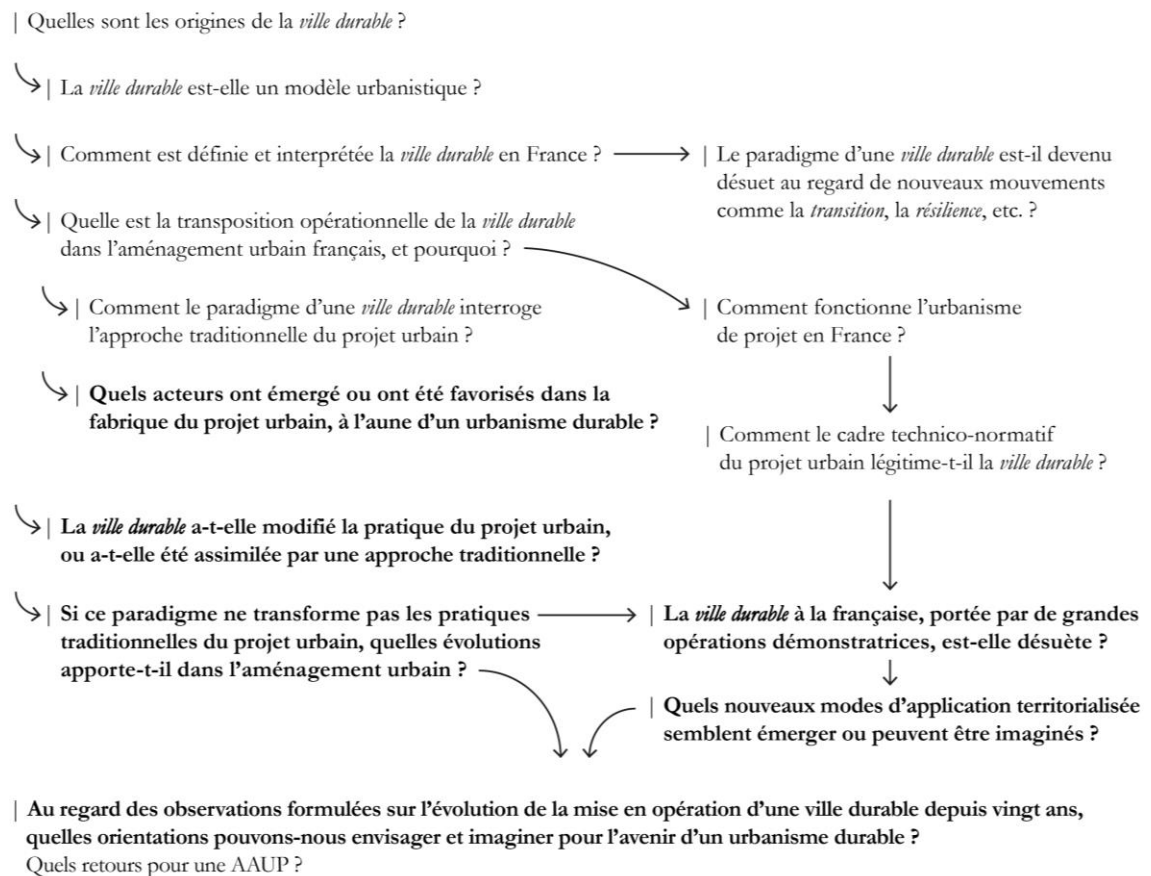 | Quelles sont les origines de la ville durable ?
| La ville durable est-elle un modèle urbanistique ?
| Comment est définie et interprétée la ville durable en France ?
| Le paradigme d'une ville durable est-il devenu
désuet au regard de nouveaux mouvements
comme la transition, la résilience, etc. ?
| Quelle est la transposition opérationnelle de la ville durable
dans l'aménagement urbain français, et pourquoi ?
| Comment le paradigme d'une ville durable interroge
l'approche traditionnelle du projet urbain ?
| Comment fonctionne l'urbanisme
de projet en France ?
| Quels acteurs ont émergé ou ont été favorisés dans la
fabrique du projet urbain, à l'aune d'un urbanisme durable ?
| Comment le cadre technico-normatif
du projet urbain légitime-t-il la ville durable ?
| La ville durable a-t-elle modifié la pratique du projet urbain,
ou a-t-elle été assimilée par une approche traditionnelle ?
| Si ce paradigme ne transforme pas les pratiques
traditionnelles du projet urbain, quelles évolutions
apporte-t-il dans l'aménagement urbain ?
| La ville durable à la française, portée par de grandes
opérations démonstratrices, est-elle désuète ?
| Quels nouveaux modes d'application territorialisée
semblent émerger ou peuvent être imaginés ?
| Au regard des observations formulées sur l'évolution de la mise en opération d'une ville durable depuis vingt ans,
quelles orientations pouvons-nous envisager et imaginer pour l'avenir d'un urbanisme durable ?
Quels retours pour une AAUP ?